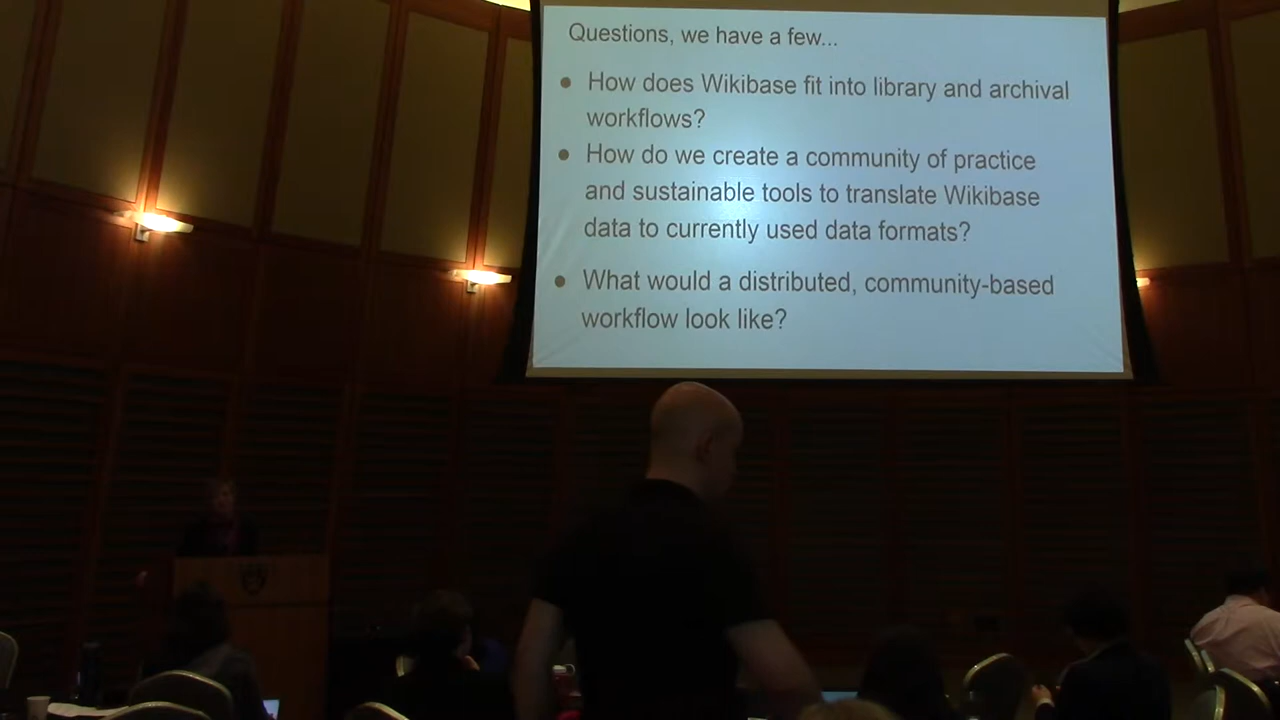 Questions, we have a few...
● How does Wikibase fit into library and archival
workflows?
● How do we create a community of practice
and sustainable tools to translate Wikibase
data to currently used data formats?
● What would a distributed, community-based
workflow look like?